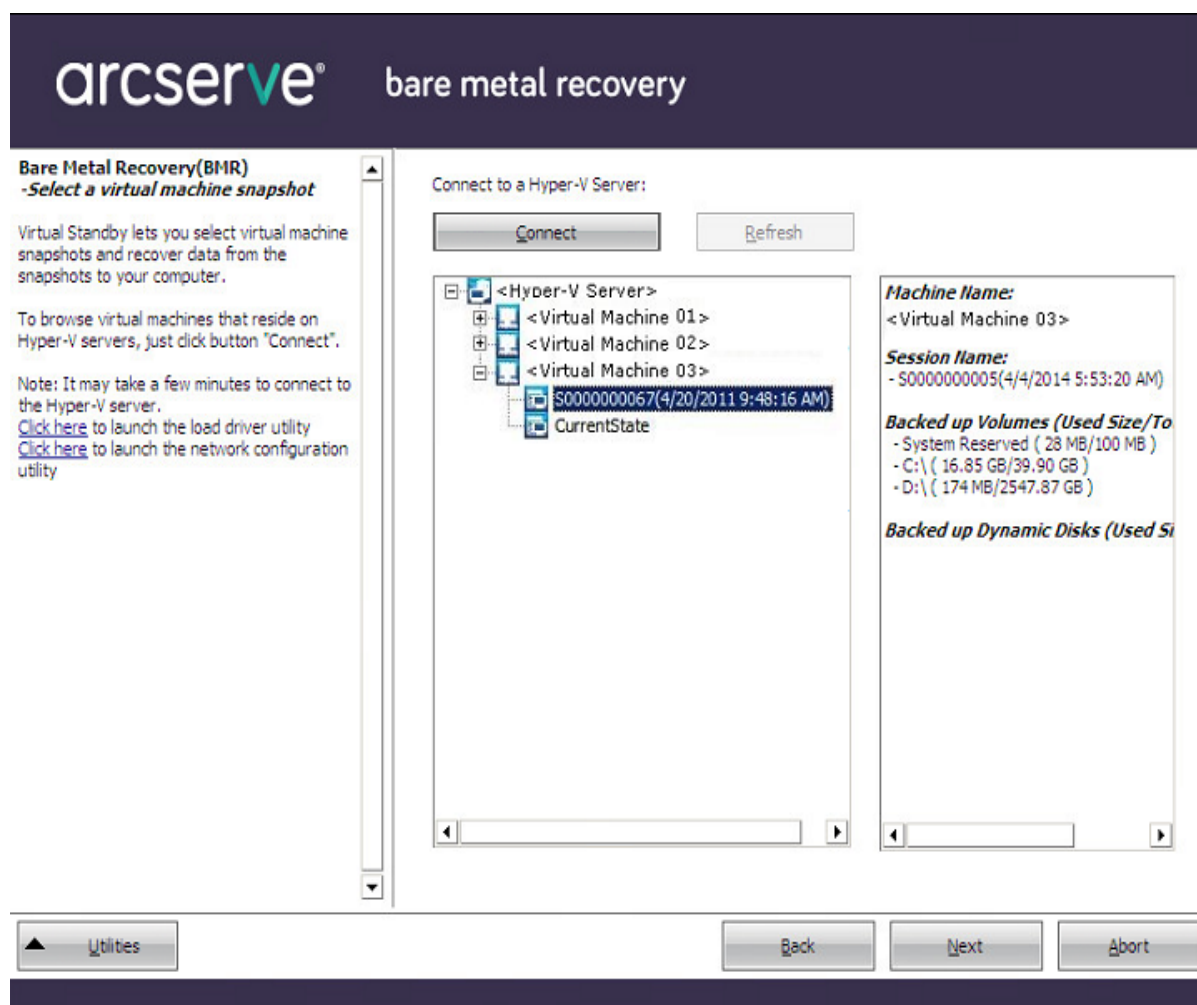 arcserve®
bare metal recovery
Bare Metal Recovery(BMR)
-Select a virtual machine snapshot
Virtual Standby lets you select virtual machine
snapshots and recover data from the
snapshots to your computer.
To browse virtual machines that reside on
Hyper-V servers, just click button "Connect".
Note: It may take a few minutes to connect to
the Hyper-V server.
Click here to launch the load driver utility
Click here to launch the network configuration
utility
Connect to a Hyper-V Server:
Connect
Refresh
<Hyper-V Server>
<Virtual Machine 01>
<Virtual Machine 02>
<Virtual Machine 03>
S0000000067(4/20/2011 9:48:16 AM)
CurrentState
Machine Name:
<Virtual Machine 03>
Session Name:
- S0000000005(4/4/2014 5:53:20 AM)
Backed up Volumes (Used Size/To
- System Reserved ( 28 MB/100 MB )
- C:\ ( 16.85 GB/39.90 GB )
- D:\ ( 174 MB/2547.87 GB )
Backed up Dynamic Disks (Used Si
Utilities
Back
Next
Abort